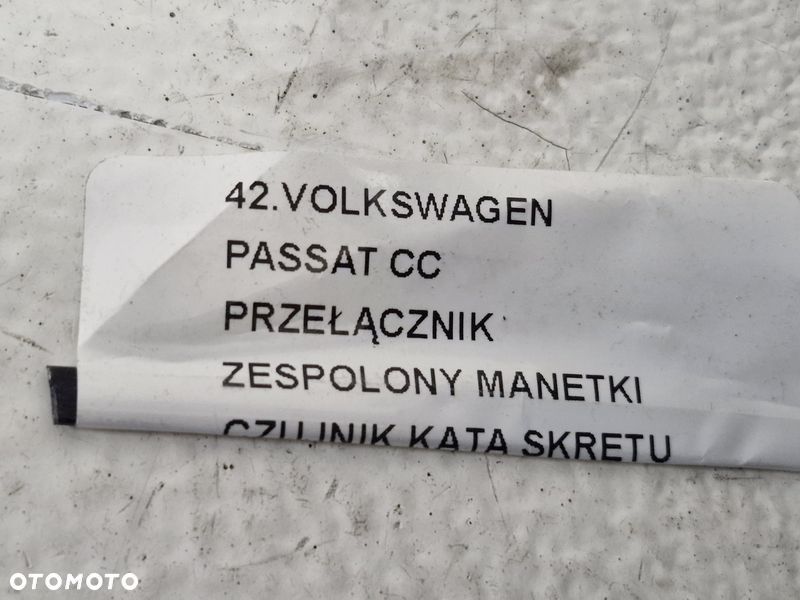 42.VOLKSWAGEN
PASSAT CC
PRZEŁĄCZNIK
ZESPOLONY MANETKI
CZUJNIK KĄTA SKRĘTU
OTOMOTO